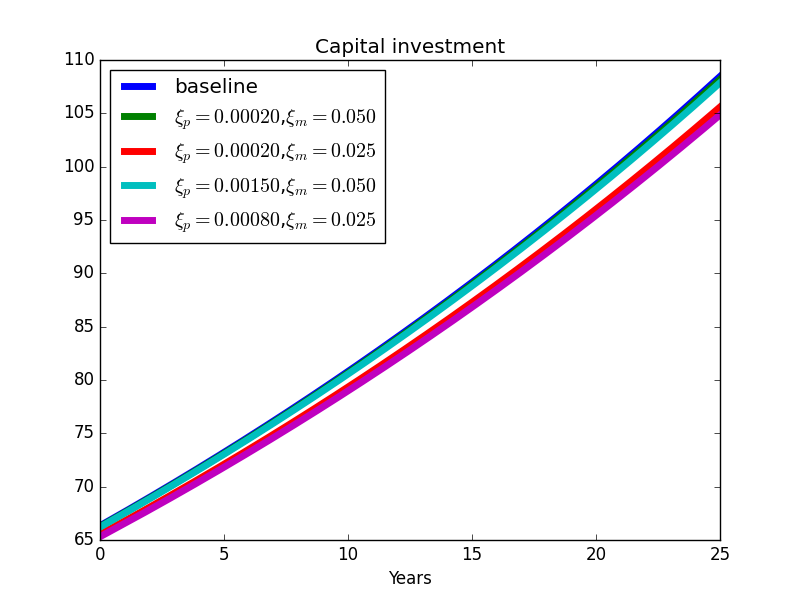 Capital investment
110
105
100
95
90
85
80
75
70
65
baseline
ξₚ = 0.00020,ξₘ = 0.050
ξₚ = 0.00020,ξₘ = 0.025
ξₚ = 0.00150,ξₘ = 0.050
ξₚ = 0.00080,ξₘ = 0.025
0 5 10 15 20 25
Years